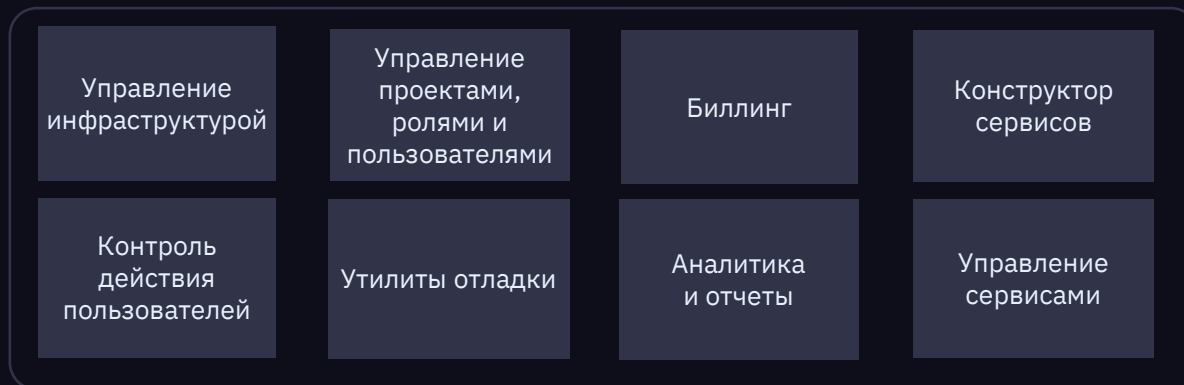 Управление
инфраструктурой
Управление
проектами,
ролями и
пользователями
Биллинг
Конструктор
сервисов
Контроль
действия
пользователей
Утилиты отладки
Аналитика
и отчеты
Управление
сервисами